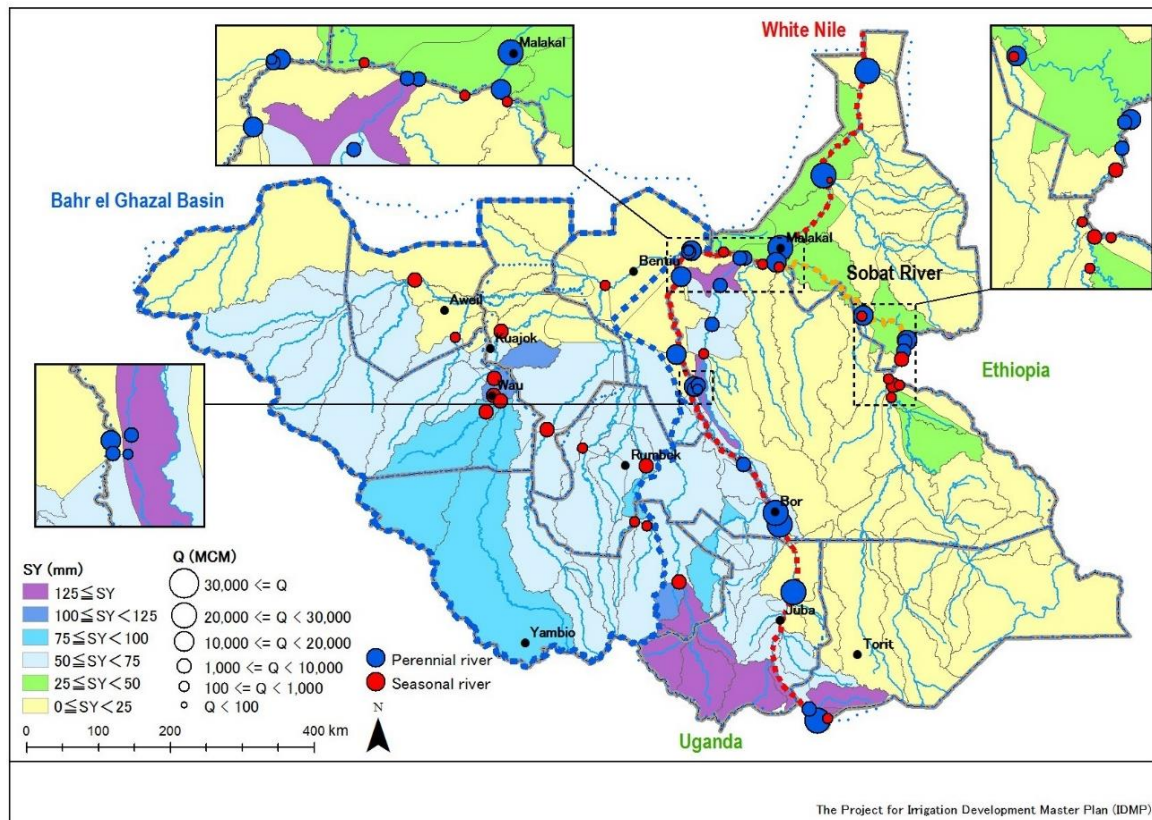 White Nile
Malakal
Bahr el Ghazal Basin
Malakal
Bentiu
Sobat River
Aweil
Kuajok
Ethiopia
Wau
Rumbek
Bor
SY (mm)
125≦SY
100≦SY<125
75≦SY<100
50≦SY<75
25≦SY<50
0≦SY<25
Q (MCM)
30,000 <= Q
20,000 <= Q < 30,000
10,000 <= Q < 20,000
1,000 <= Q < 10,000
100 <= Q < 1,000
Q < 100
Juba
Yambio
Torit
Perennial river
Seasonal river
N
0 100 200 400 km
Uganda
The Project for Irrigation Development Master Plan (IDMP)